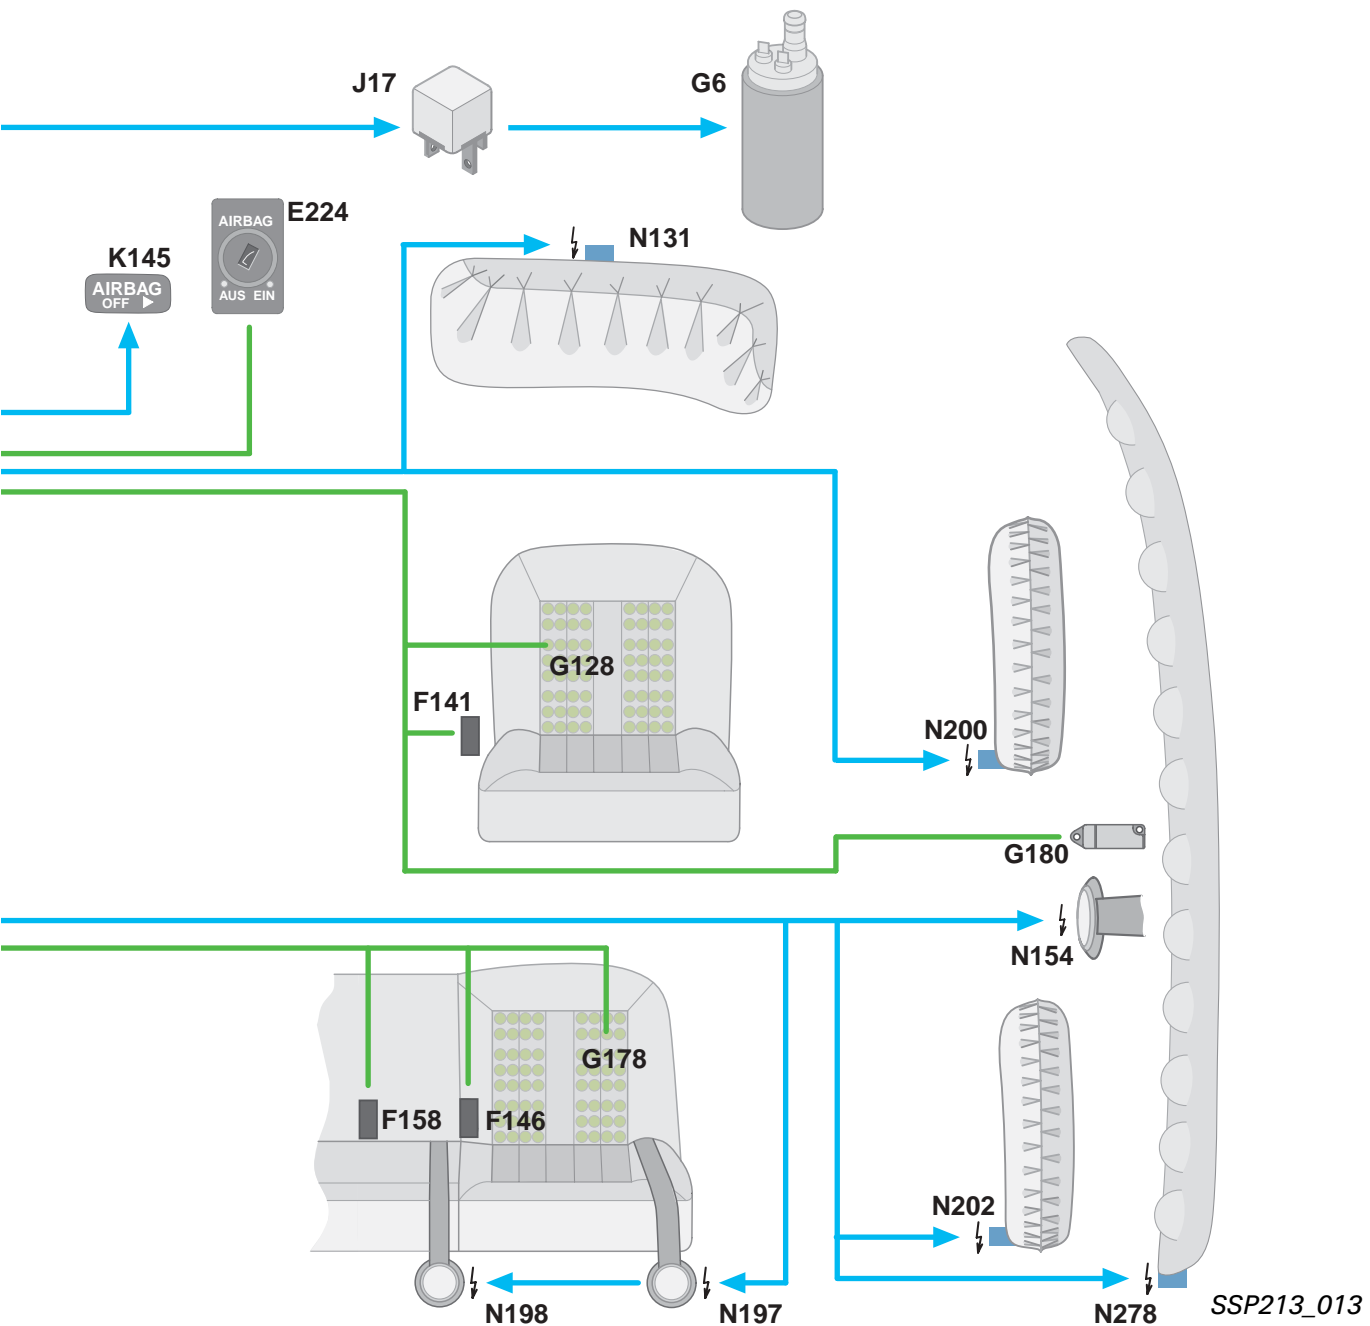 J17
G6
E224
AIRBAG
AUS EIN
K145
AIRBAG
OFF
N131
G128
F141
N200
G180
N154
G178
F158
F146
N202
N198
N197
N278
SSP213_013